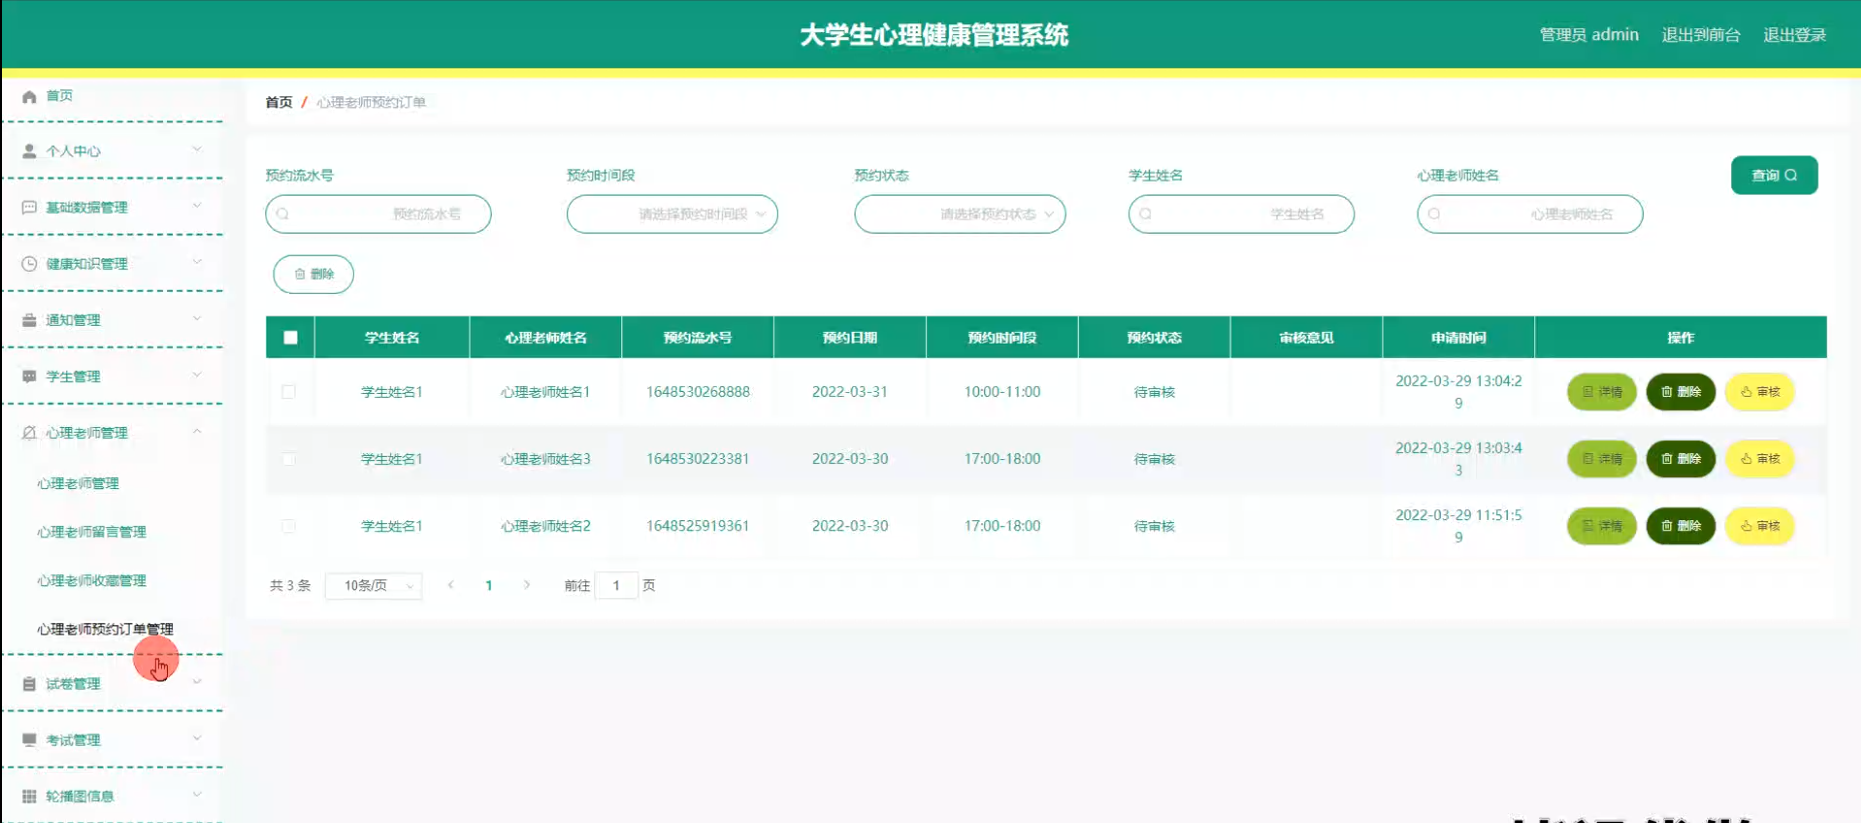 大学生心理健康管理系统
管理员 admin 退出到前台 退出登录
首页
个人中心
基础数据管理
健康知识管理
通知管理
学生管理
心理老师管理
心理老师管理
心理老师留言管理
心理老师收藏管理
心理老师预约订单管理
试卷管理
考试管理
轮播图信息
首页 / 心理老师预约订单
预约流水号 预约时间段 预约状态 学生姓名 心理老师姓名 查询
预约流水号 请选择预约时间段 请选择预约状态 学生姓名 心理老师姓名
删除
学生姓名 心理老师姓名 预约流水号 预约日期 预约时间段 预约状态 审核意见 申请时间 操作
学生姓名1 心理老师姓名1 1648530268888 2022-03-31 10:00-11:00 待审核 2022-03-29 13:04:2 详情 删除 审核
9
学生姓名1 心理老师姓名3 1648530223381 2022-03-30 17:00-18:00 待审核 2022-03-29 13:03:4 详情 删除 审核
3
学生姓名1 心理老师姓名2 1648525919361 2022-03-30 17:00-18:00 待审核 2022-03-29 11:51:5 详情 删除 审核
9
共 3 条 10条/页 1 前往 1 页